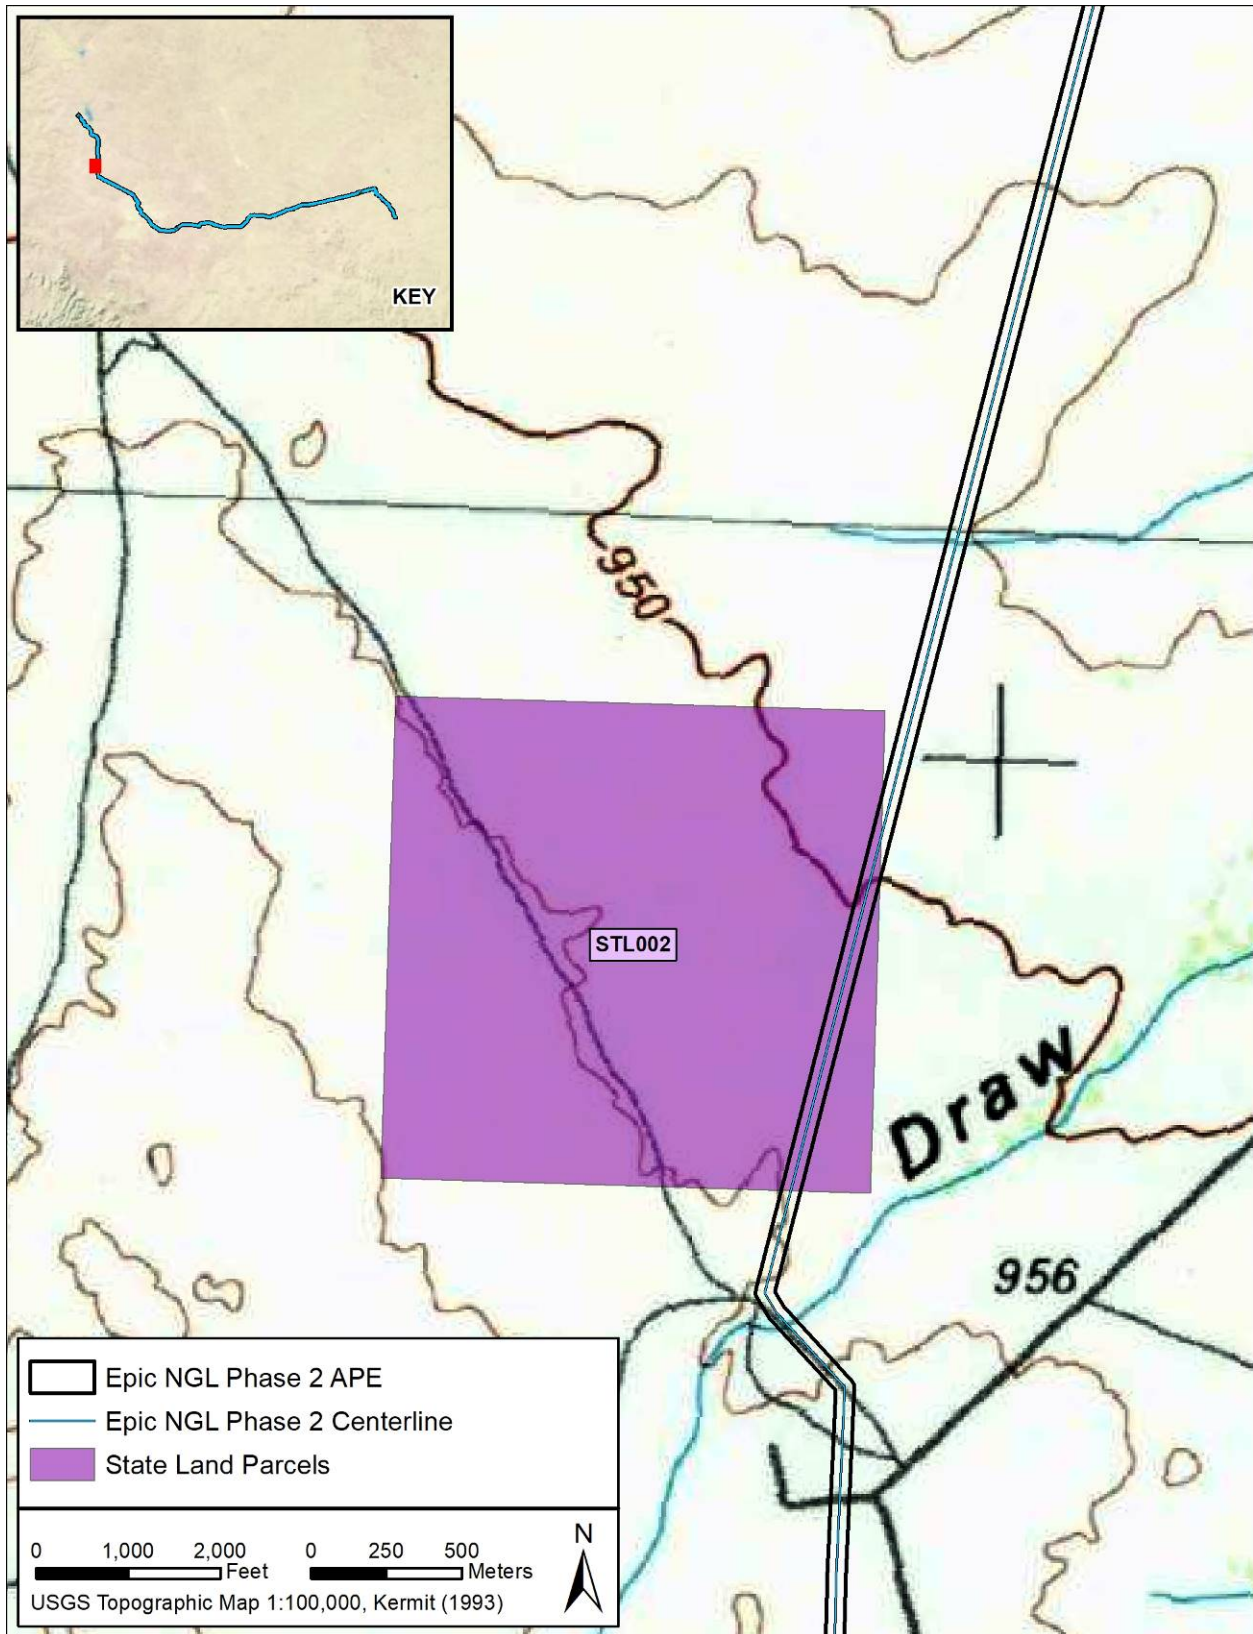 KEY
950
STL002
Draw
956
Epic NGL Phase 2 APE
Epic NGL Phase 2 Centerline
State Land Parcels
0 1,000 2,000 Feet
0 250 500 Meters
N
USGS Topographic Map 1:100,000, Kermit (1993)